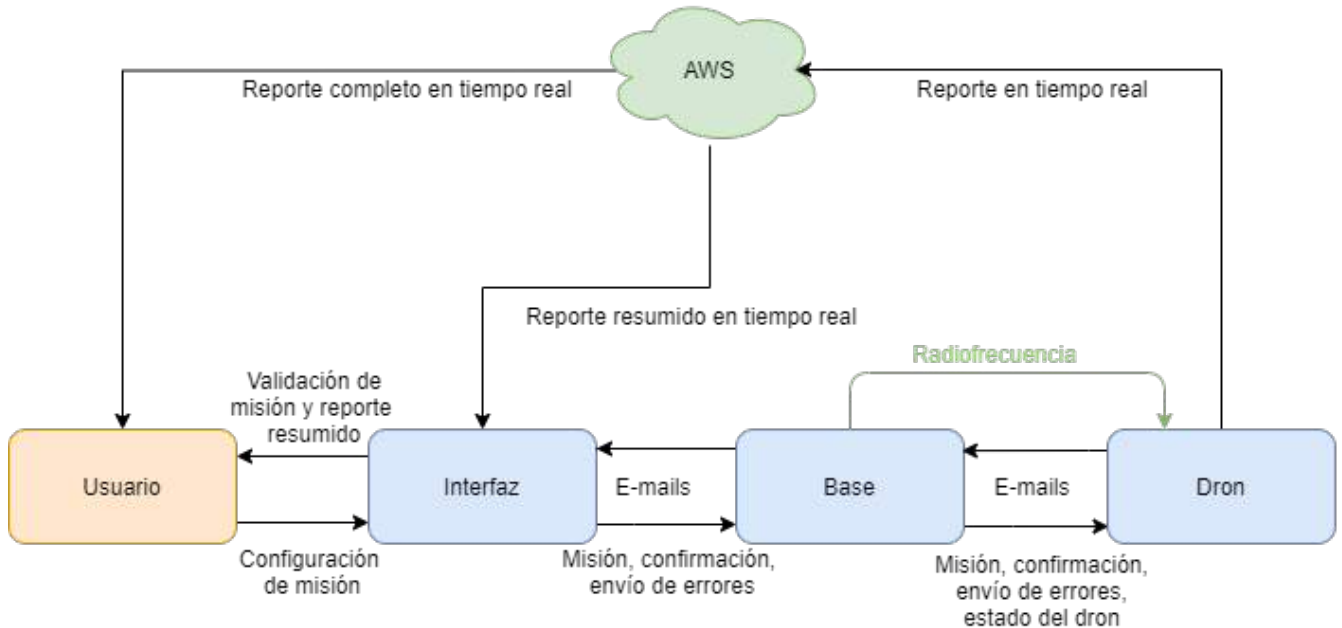 AWS
Reporte completo en tiempo real
Reporte en tiempo real
Reporte resumido en tiempo real
Radiofrecuencia
Validación de
misión y reporte
resumido
Usuario
Interfaz
E-mails
Base
E-mails
Dron
Configuración
de misión
Misión, confirmación,
envío de errores
Misión, confirmación,
envío de errores,
estado del dron